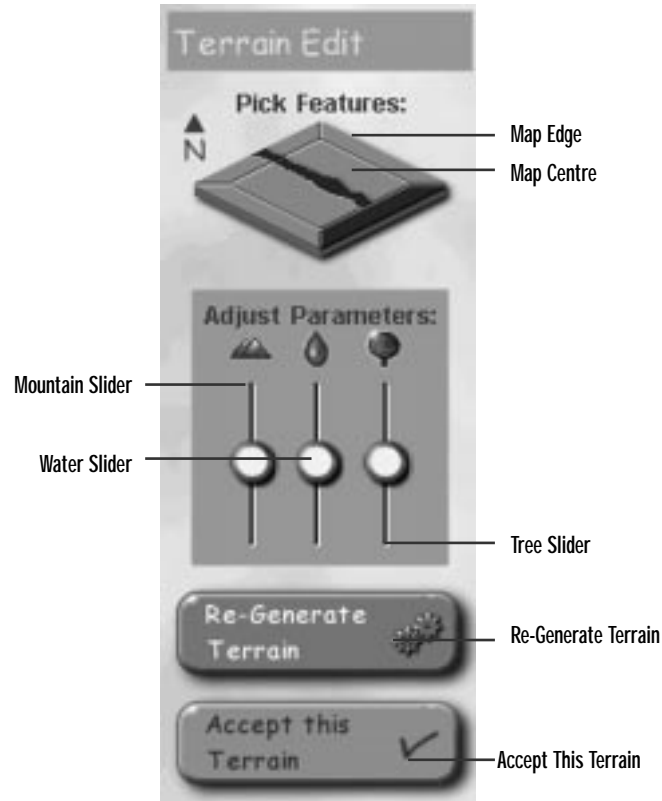 Terrain Edit
Pick Features:
N
Map Edge
Map Centre
Adjust Parameters:
Mountain Slider
Water Slider
Tree Slider
Re-Generate
Terrain
Re-Generate Terrain
Accept this
Terrain
Accept This Terrain